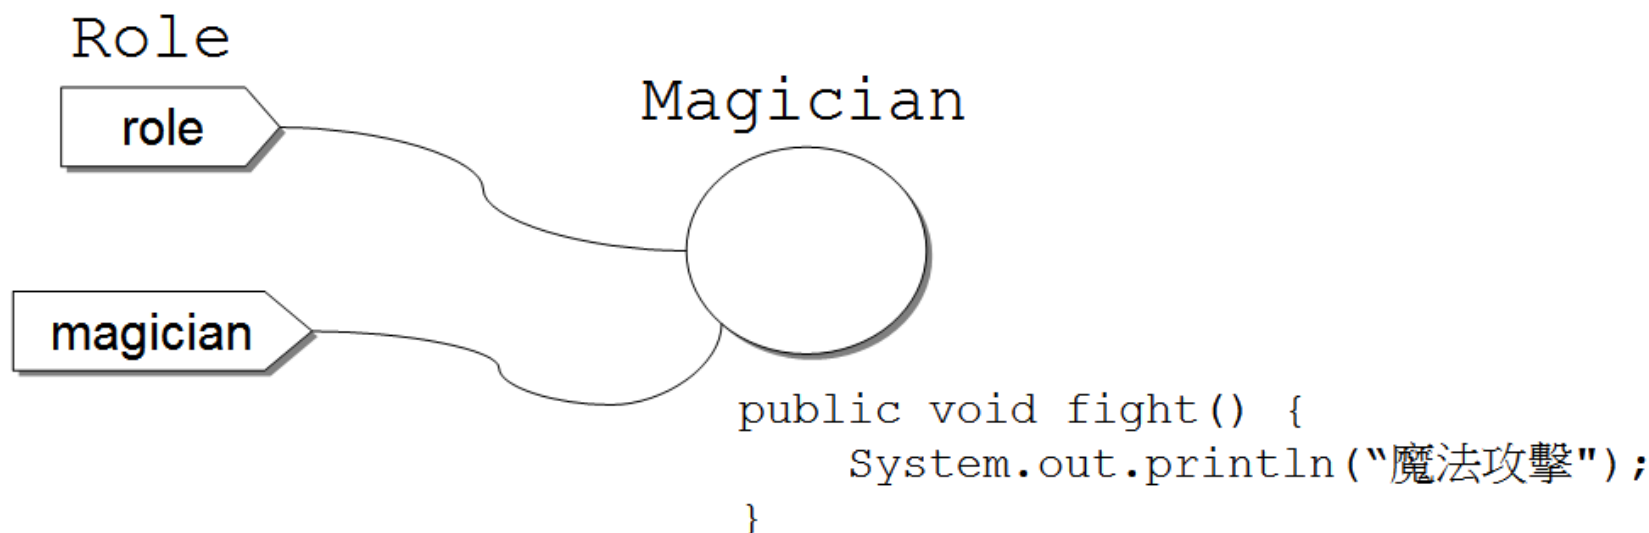 Role
role
Magician
magician
public void fight() {
System.out.println(“魔法攻擊");
}